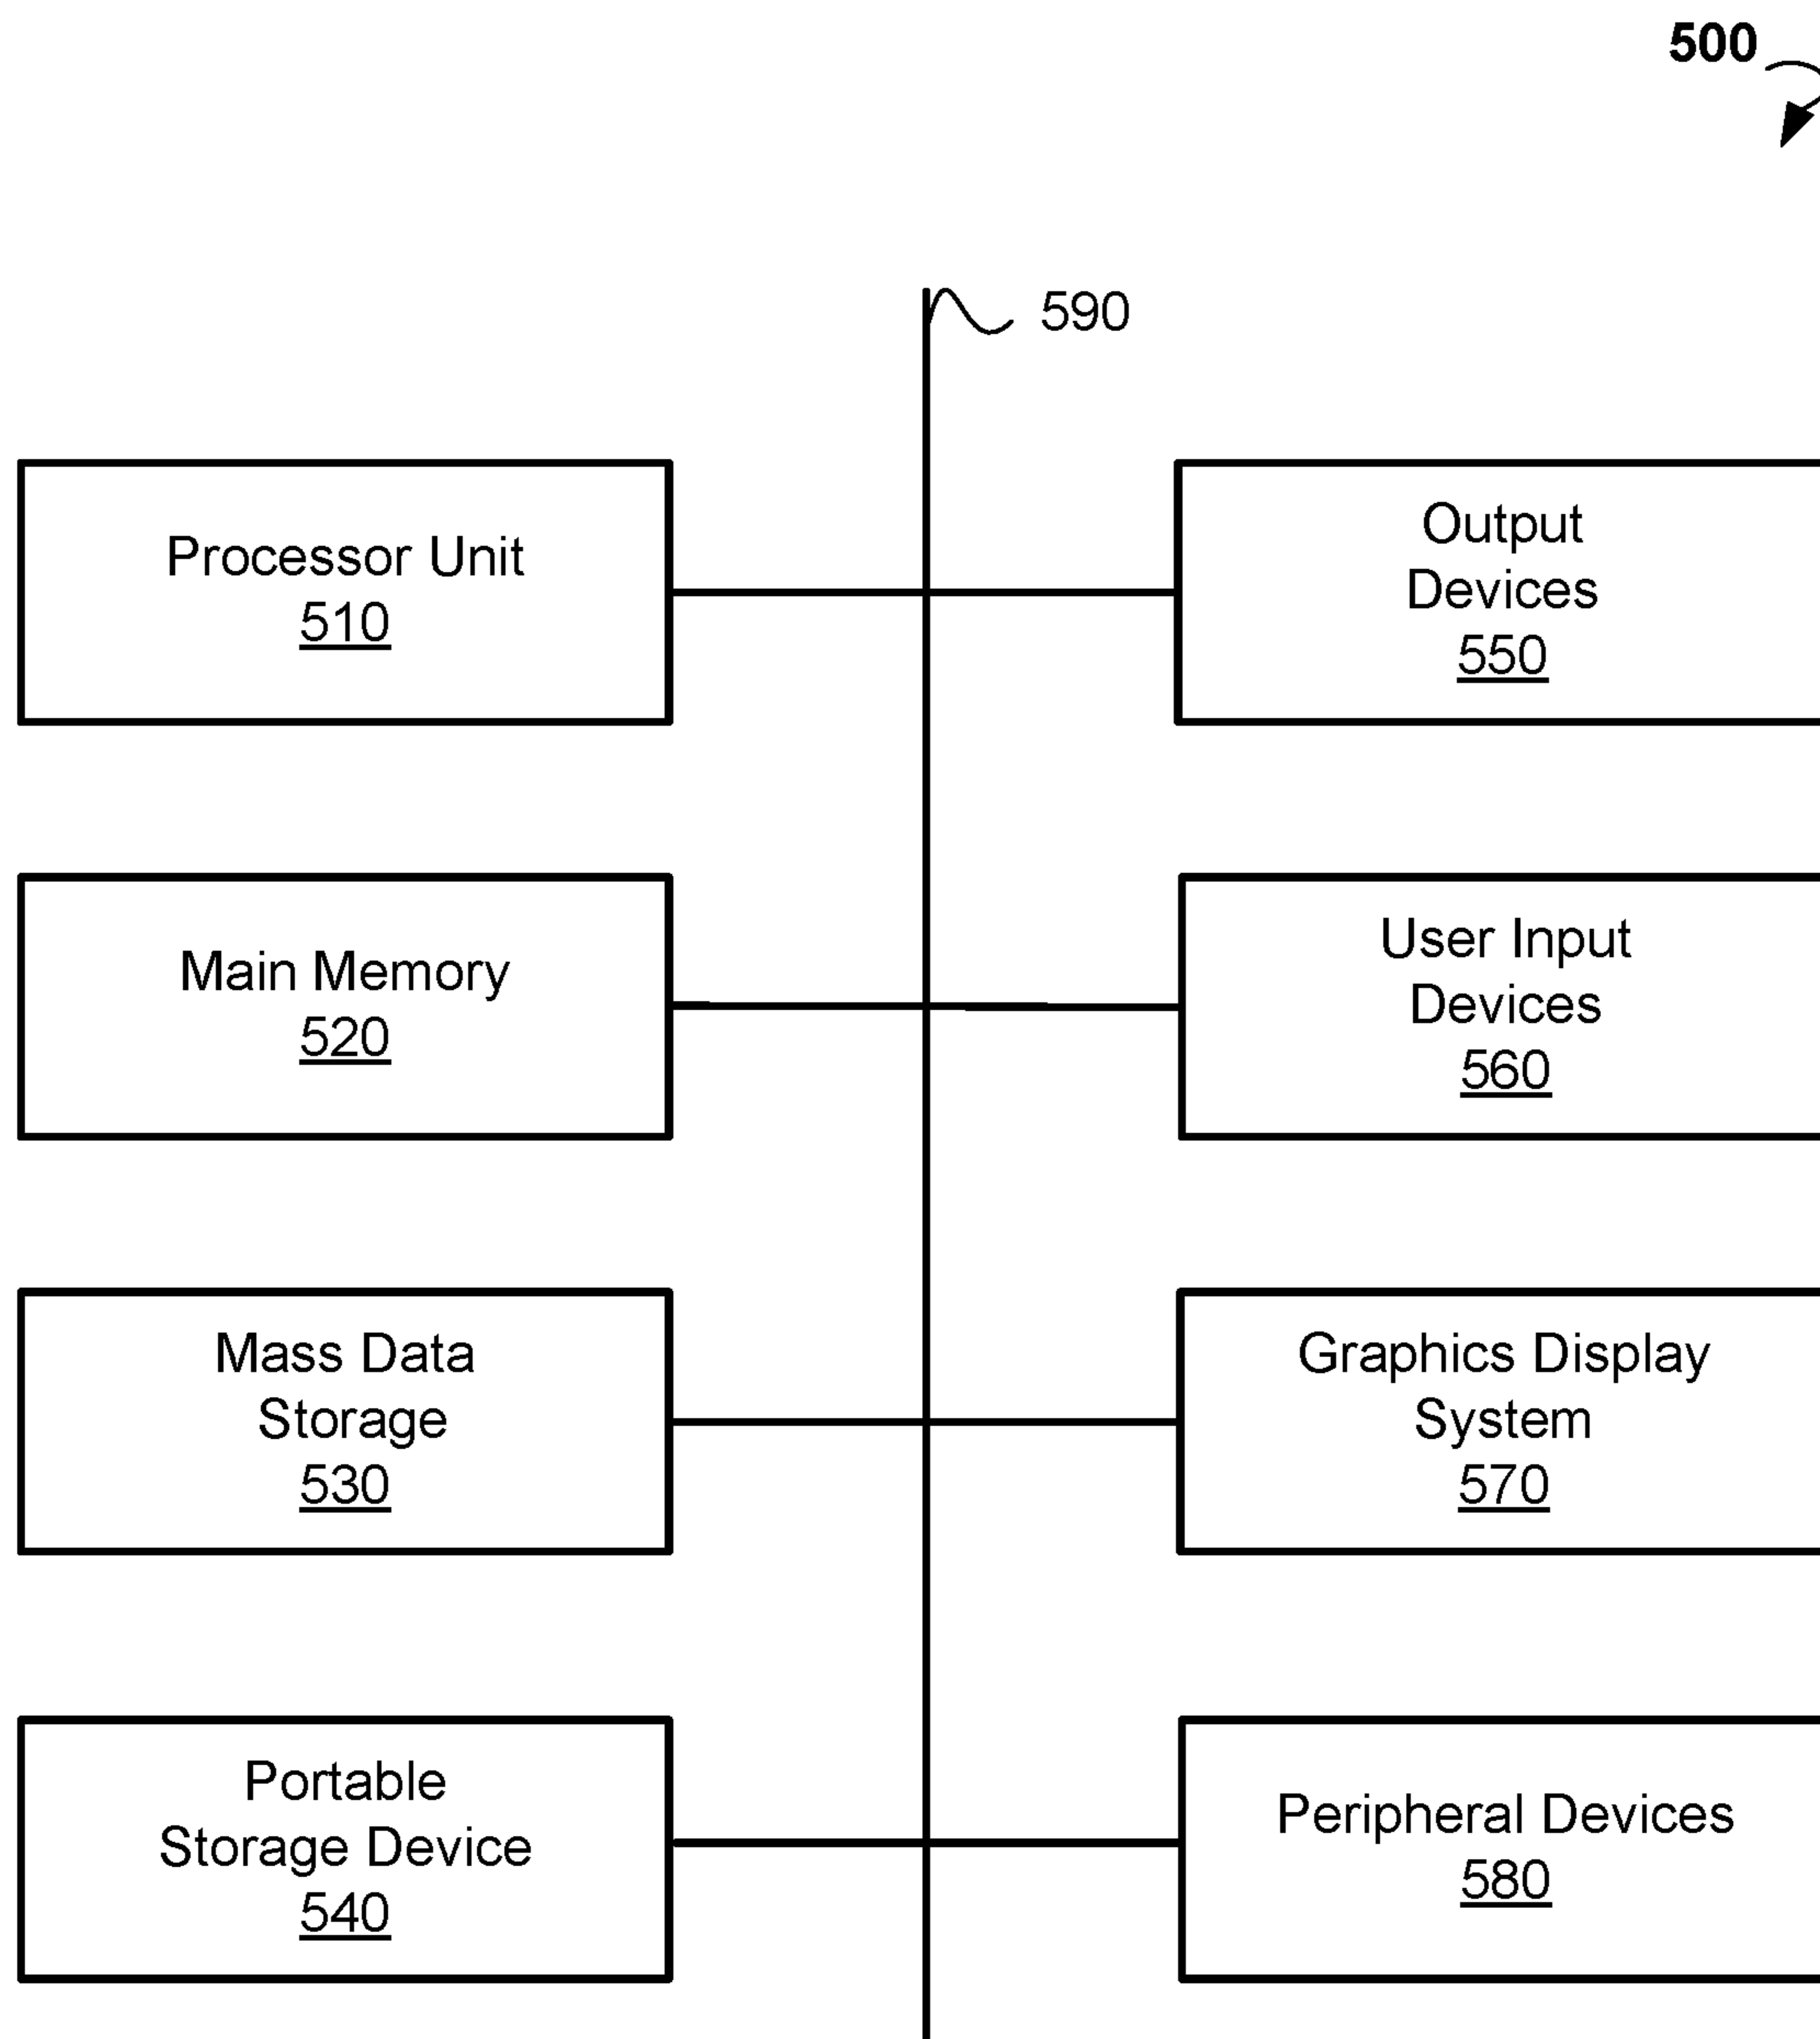 500
590
Processor Unit
510
Output
Devices
550
Main Memory
520
User Input
Devices
560
Mass Data
Storage
530
Graphics Display
System
570
Portable
Storage Device
540
Peripheral Devices
580